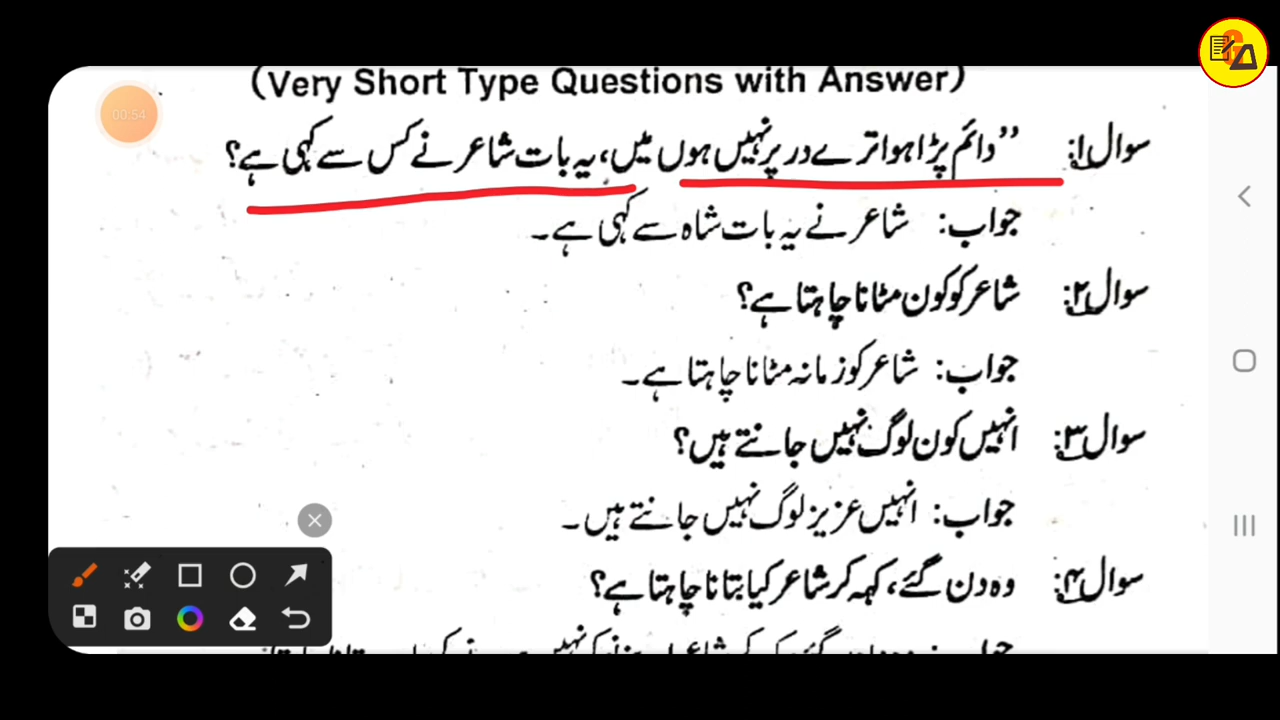 (Very Short Type Questions with Answer)
00:54
سوال ۱: ”دائم پڑا ہوا ترے در پر نہیں ہوں میں، یہ بات شاعر نے کس سے کہی ہے؟
جواب: شاعر نے یہ بات شاہ سے کہی ہے۔
سوال ۲: شاعر کو کون مٹانا چاہتا ہے؟
جواب: شاعر کو زمانہ مٹانا چاہتا ہے۔
سوال ۳: انہیں کون لوگ نہیں جانتے ہیں؟
جواب: انہیں عزیز لوگ نہیں جانتے ہیں۔
سوال ۴: وہ دن گئے، کہہ کر شاعر کیا بتانا چاہتا ہے؟
جواب: